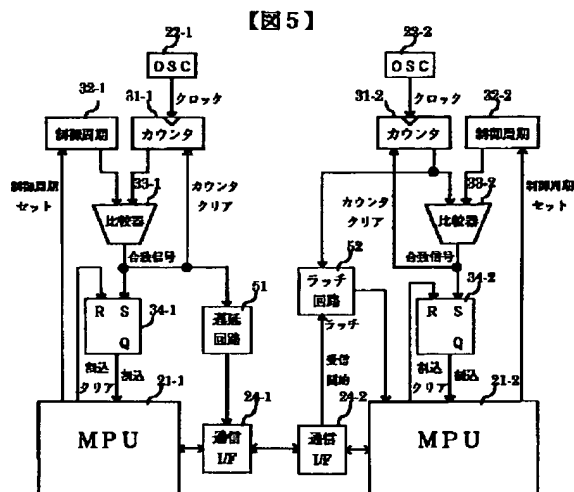 【図5】
22-1
OSC
クロック
32-1
31-1
制御周期
カウンタ
制御周期
セット
33-1
比較器
カウンタ
クリア
合致信号
R S
Q
34-1
51
遅延
回路
割込
クリア
割込
21-1
MPU
24-1
通信
I/F
22-2
OSC
クロック
31-2
32-2
カウンタ
制御周期
カウンタ
クリア
33-2
比較器
制御周期
セット
合致信号
52
ラッチ
回路
ラッチ
受信
開始
34-2
R S
Q
割込
クリア
割込
21-2
MPU
24-2
通信
I/F